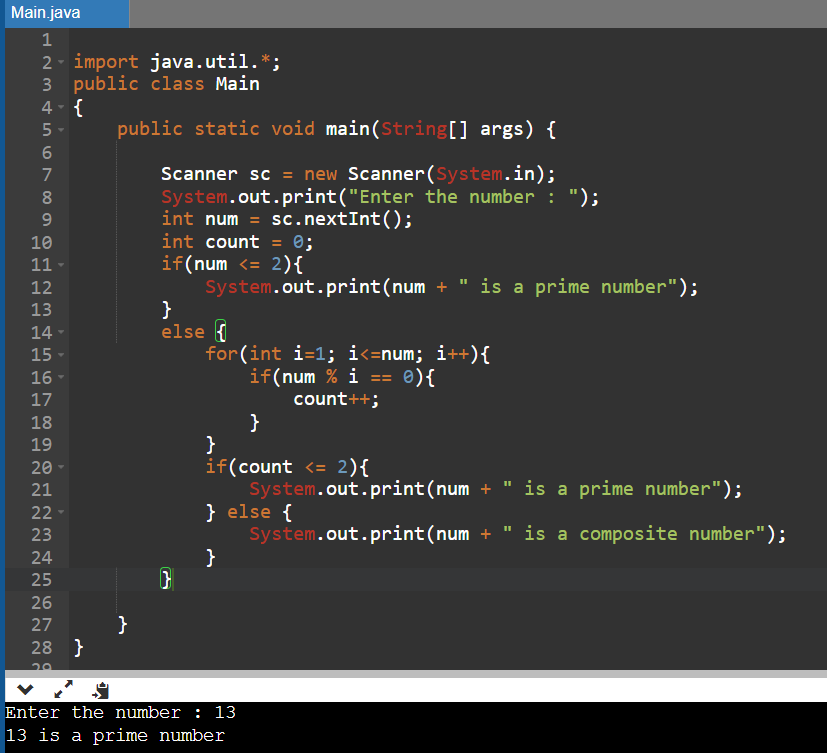 Main.java
1
2 import java.util.*;
3 public class Main
4 {
5     public static void main(String[] args) {
6
7         Scanner sc = new Scanner(System.in);
8         System.out.print("Enter the number : ");
9         int num = sc.nextInt();
10         int count = 0;
11         if(num <= 2){
12             System.out.print(num + " is a prime number");
13         }
14         else {
15             for(int i=1; i<=num; i++){
16                 if(num % i == 0){
17                     count++;
18                 }
19             }
20             if(count <= 2){
21                 System.out.print(num + " is a prime number");
22             } else {
23                 System.out.print(num + " is a composite number");
24             }
25         }
26
27     }
28 }
29
Enter the number : 13
13 is a prime number